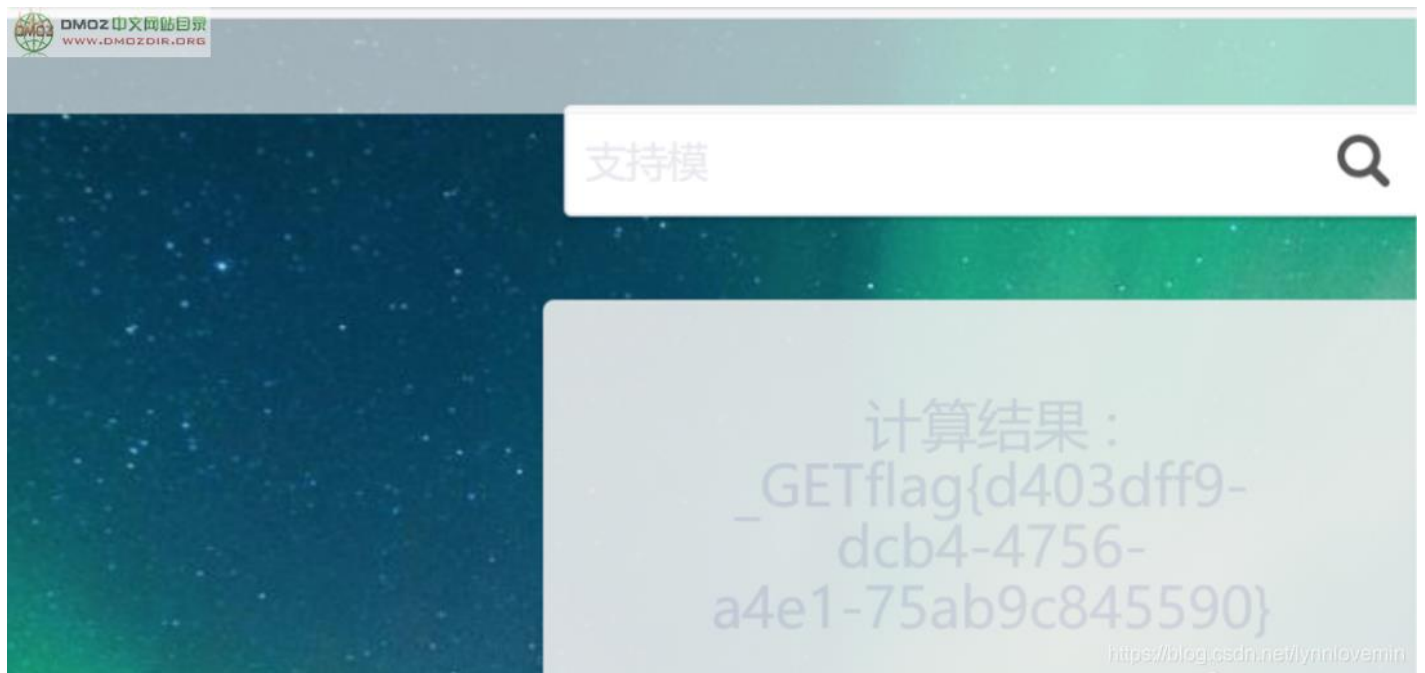 DMOZ中文网站目录
WWW.DMOZDIR.ORG
支持模
计算结果：
_GETflag{d403dff9-
dcb4-4756-
a4e1-75ab9c845590}
https://blog.csdn.net/lynnlovemin